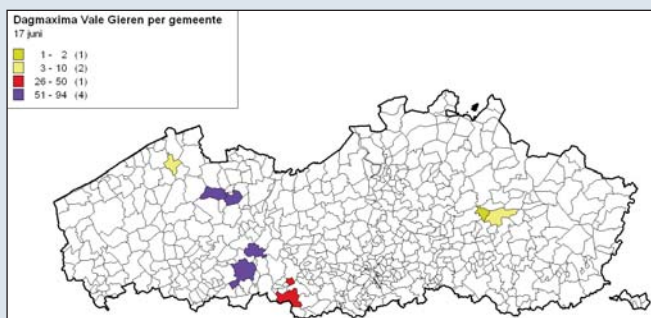 Dagmaxima Vale Gieren per gemeente
17 juni
1 - 2 (1)
3 - 10 (2)
26 - 50 (1)
51 - 94 (4)